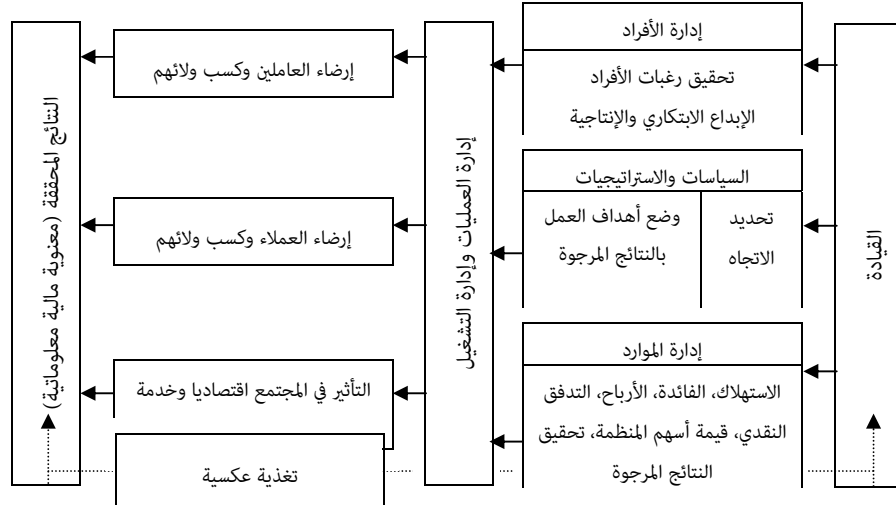 القيادة
إدارة الأفراد
تحقيق رغبات الأفراد
الإبداع الابتكاري والإنتاجية
السياسات والاستراتيجيات
تحديد
الاتجاه
وضع أهداف العمل
بالنتائج المرجوة
إدارة الموارد
الاستهلاك، الفائدة، الأرباح، التدفق
النقدي، قيمة أسهم المنظمة، تحقيق
النتائج المرجوة
إدارة العمليات وإدارة التشغيل
إرضاء العاملين وكسب ولائهم
إرضاء العملاء وكسب ولائهم
التأثير في المجتمع اقتصاديا وخدمة
تغذية عكسية
النتائج المحققة (معنوية مالية معلوماتية)